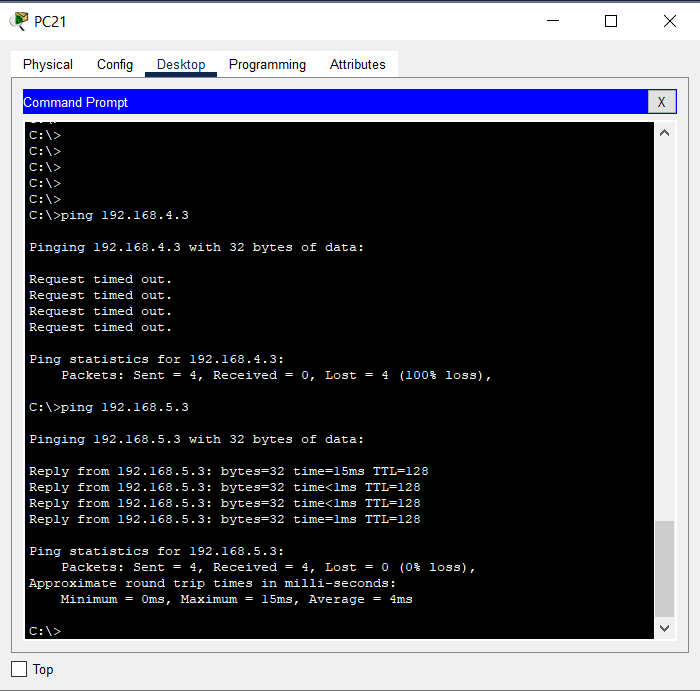 PC21
Physical Config Desktop Programming Attributes
Command Prompt X
C:\>
C:\>
C:\>
C:\>
C:\>
C:\>ping 192.168.4.3
Pinging 192.168.4.3 with 32 bytes of data:
Request timed out.
Request timed out.
Request timed out.
Request timed out.
Ping statistics for 192.168.4.3:
Packets: Sent = 4, Received = 0, Lost = 4 (100% loss),
C:\>ping 192.168.5.3
Pinging 192.168.5.3 with 32 bytes of data:
Reply from 192.168.5.3: bytes=32 time=15ms TTL=128
Reply from 192.168.5.3: bytes=32 time<1ms TTL=128
Reply from 192.168.5.3: bytes=32 time<1ms TTL=128
Reply from 192.168.5.3: bytes=32 time=1ms TTL=128
Ping statistics for 192.168.5.3:
Packets: Sent = 4, Received = 4, Lost = 0 (0% loss),
Approximate round trip times in milli-seconds:
Minimum = 0ms, Maximum = 15ms, Average = 4ms
C:\>
Top